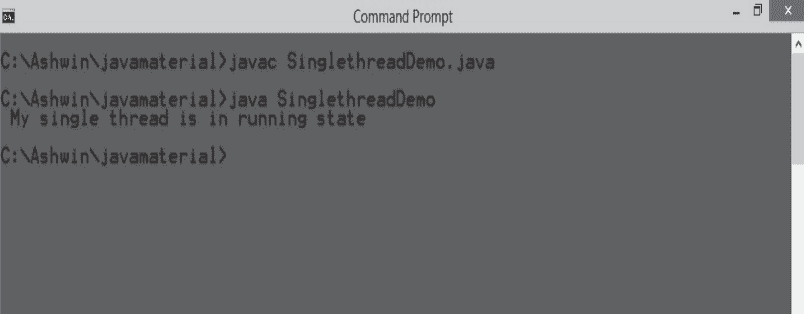 Command Prompt
C:\Ashwin\javamaterial>javac SinglethreadDemo.java
C:\Ashwin\javamaterial>java SinglethreadDemo
My single thread is in running state
C:\Ashwin\javamaterial>